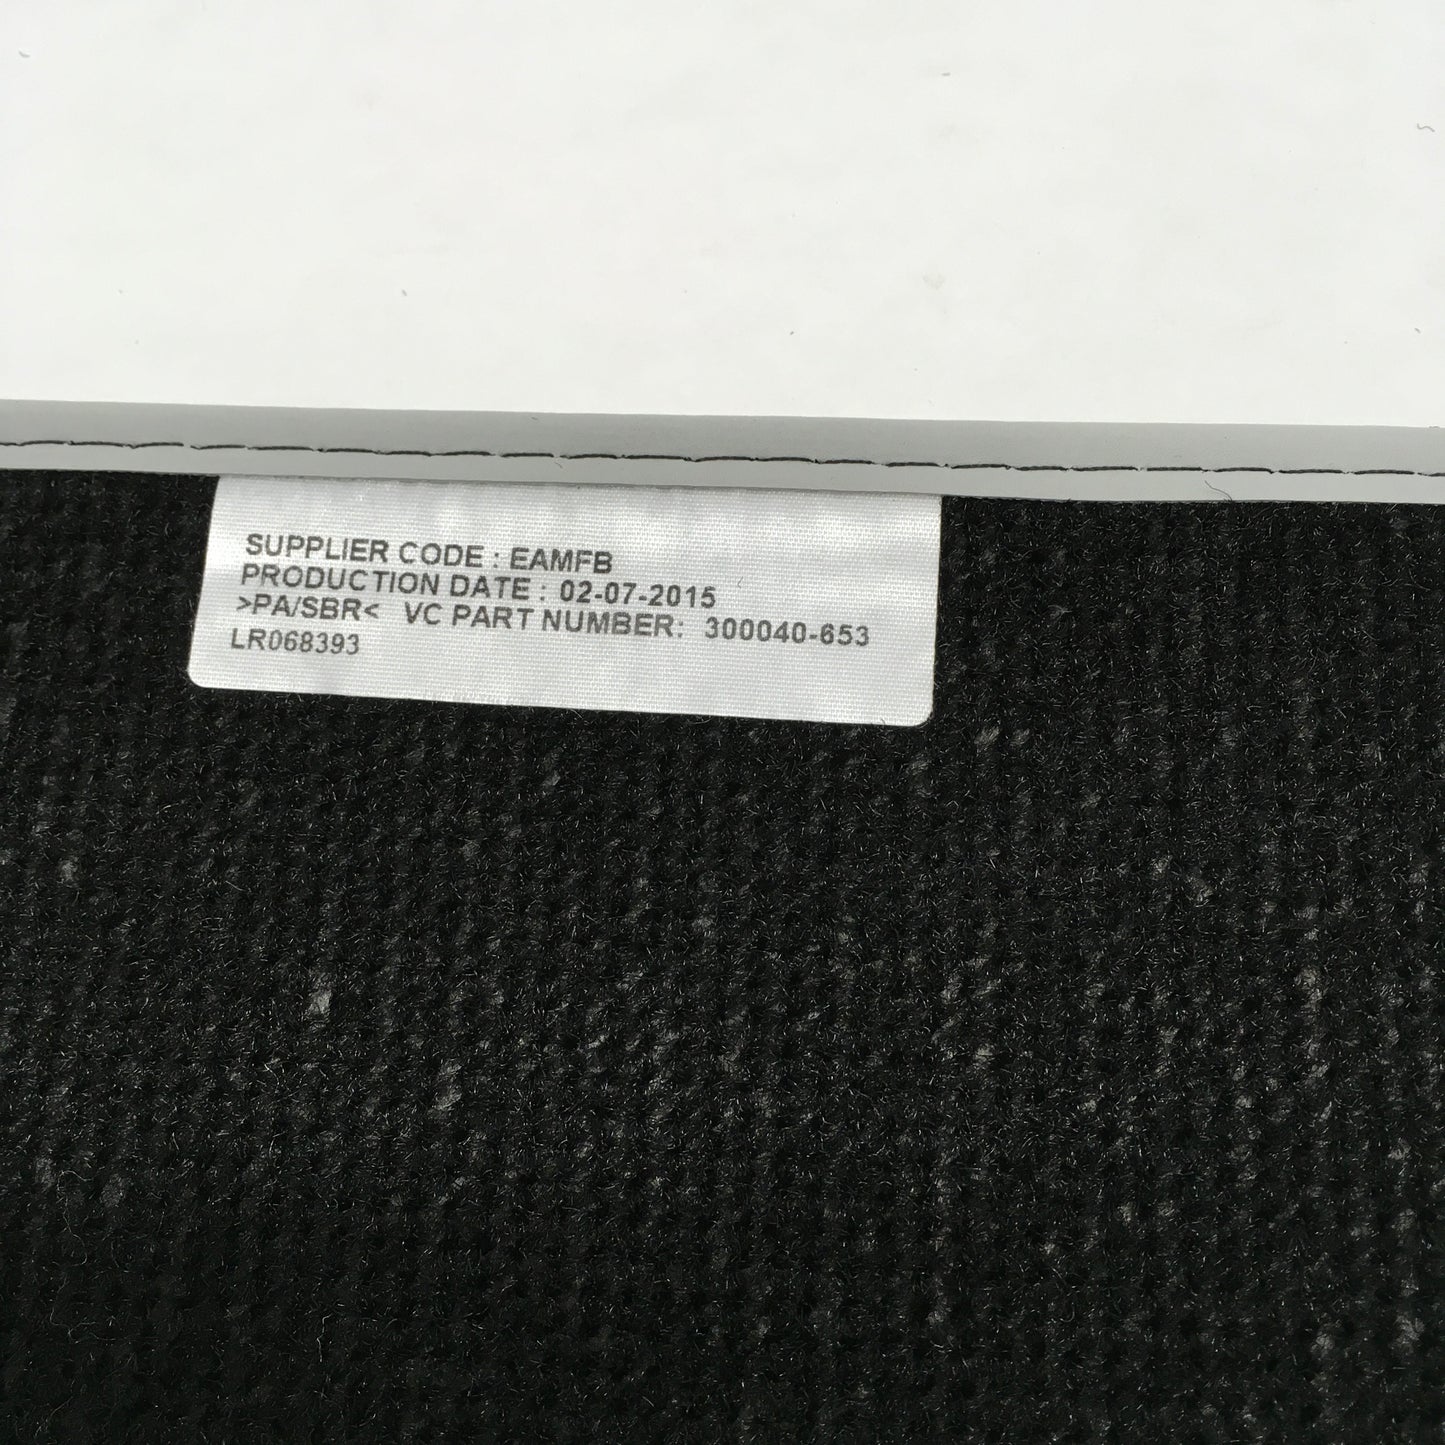 SUPPLIER CODE : EAMFB
PRODUCTION DATE : 02-07-2015
>PA/SBR< VC PART NUMBER: 300040-653
LR068393